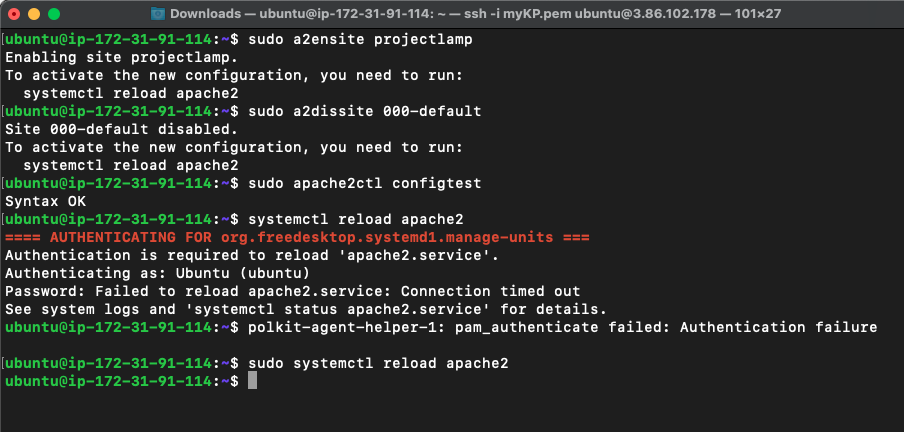 Downloads — ubuntu@ip-172-31-91-114: ~ — ssh -i myKP.pem ubuntu@3.86.102.178 — 101×27
[ubuntu@ip-172-31-91-114:~$ sudo a2ensite projectlamp
Enabling site projectlamp.
To activate the new configuration, you need to run:
  systemctl reload apache2
[ubuntu@ip-172-31-91-114:~$ sudo a2dissite 000-default
Site 000-default disabled.
To activate the new configuration, you need to run:
  systemctl reload apache2
[ubuntu@ip-172-31-91-114:~$ sudo apache2ctl configtest
Syntax OK
[ubuntu@ip-172-31-91-114:~$ systemctl reload apache2
==== AUTHENTICATING FOR org.freedesktop.systemd1.manage-units ===
Authentication is required to reload 'apache2.service'.
Authenticating as: Ubuntu (ubuntu)
Password: Failed to reload apache2.service: Connection timed out
See system logs and 'systemctl status apache2.service' for details.
ubuntu@ip-172-31-91-114:~$ polkit-agent-helper-1: pam_authenticate failed: Authentication failure
[ubuntu@ip-172-31-91-114:~$ sudo systemctl reload apache2
ubuntu@ip-172-31-91-114:~$